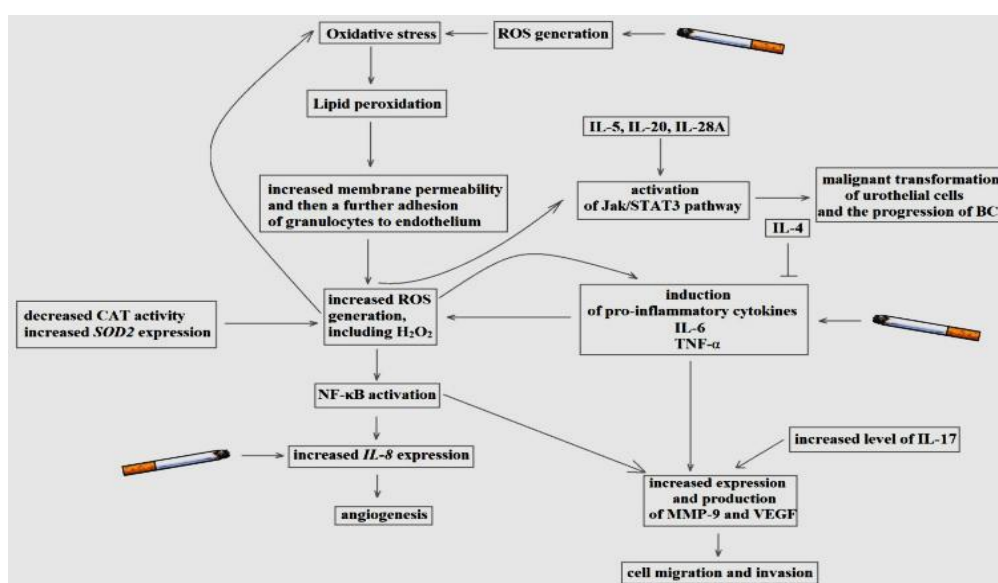 Oxidative stress
ROS generation
Lipid peroxidation
IL-5, IL-20, IL-28A
increased membrane permeability
and then a further adhesion
of granulocytes to endothelium
activation
of Jak/STAT3 pathway
malignant transformation
of urothelial cells
and the progression of BC
IL-4
decreased CAT activity
increased SOD2 expression
increased ROS
generation,
including H₂O₂
induction
of pro-inflammatory cytokines
IL-6
TNF-α
NF-κB activation
increased IL-8 expression
increased level of IL-17
angiogenesis
increased expression
and production
of MMP-9 and VEGF
cell migration and invasion